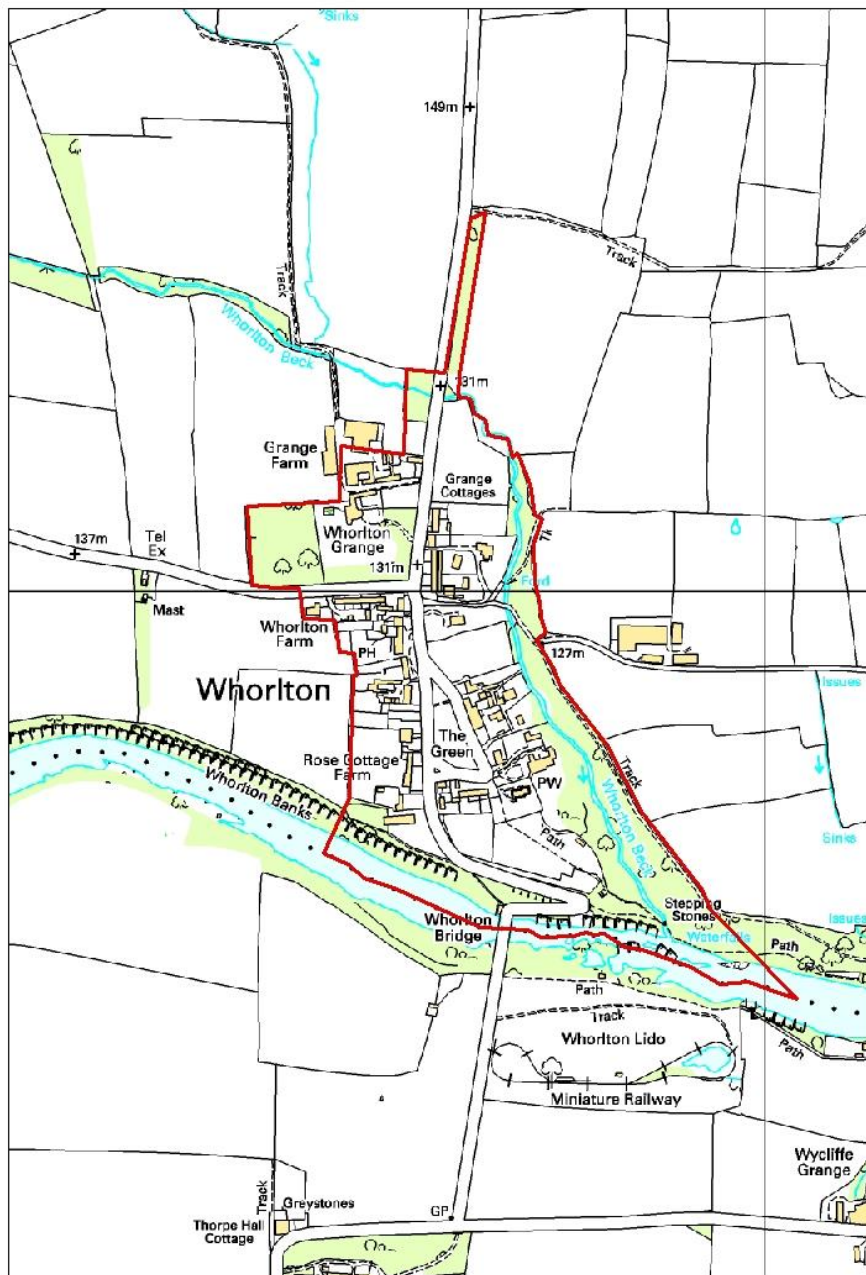 Sinks
149m
Track
Track
Whorlton Beck
131m
Grange
Farm
Grange
Cottages
Whorlton
Grange
Tel
Ex
137m
131m
Tk
Ford
Mast
Whorlton
Farm
PH
127m
Whorlton
Issues
The
Green
Rose Cottage
Farm
Track
Whorlton Banks
PW
Whorlton Beck
Path
Sinks
Stepping
Stones
Whorlton
Bridge
Waterfalls
Issues
Path
Path
Track
Path
Whorlton Lido
Miniature Railway
Wycliffe
Grange
Track
Greystones
GP
Thorpe Hall
Cottage